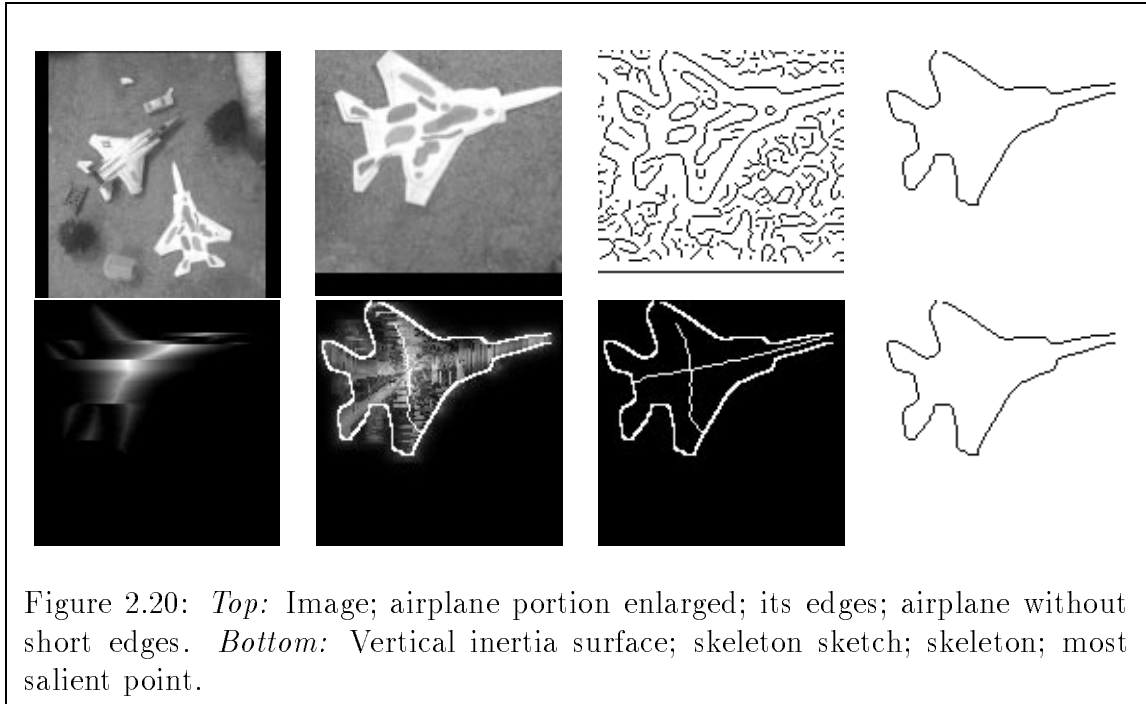 Figure 2.20: Top: Image; airplane portion enlarged; its edges; airplane without
short edges. Bottom: Vertical inertia surface; skeleton sketch; skeleton; most
salient point.